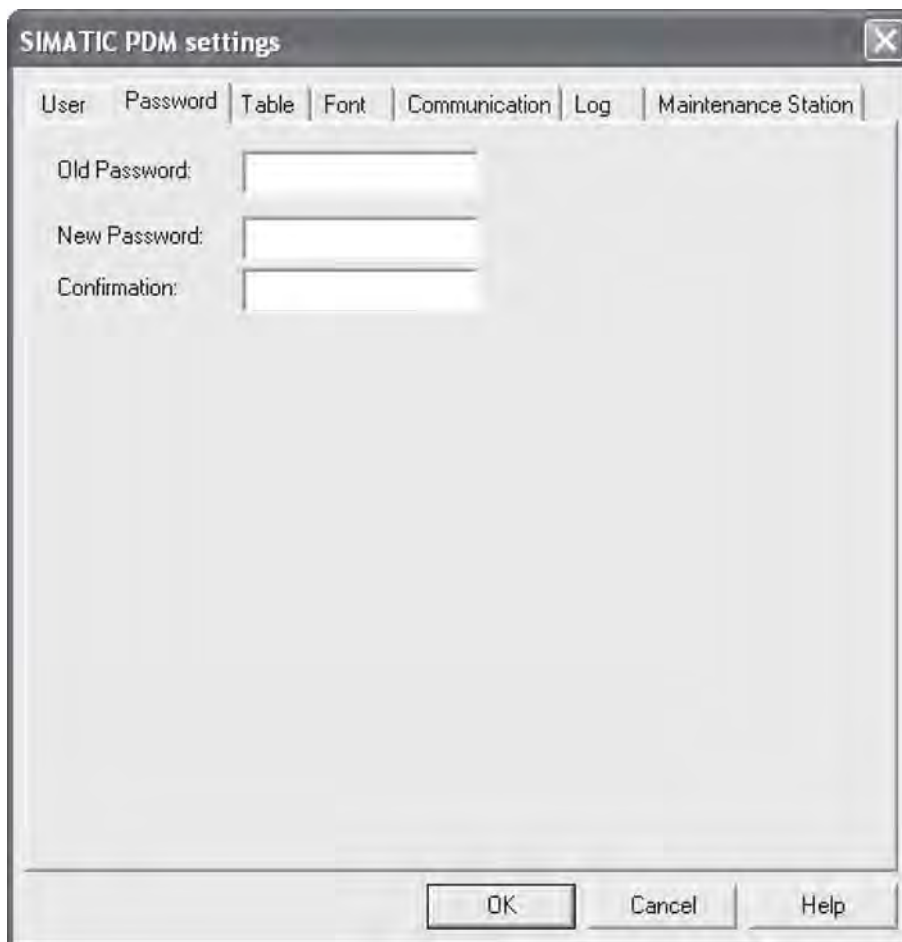 SIMATIC PDM settings
User Password Table Font Communication Log Maintenance Station
Old Password:
New Password:
Confirmation:
OK Cancel Help